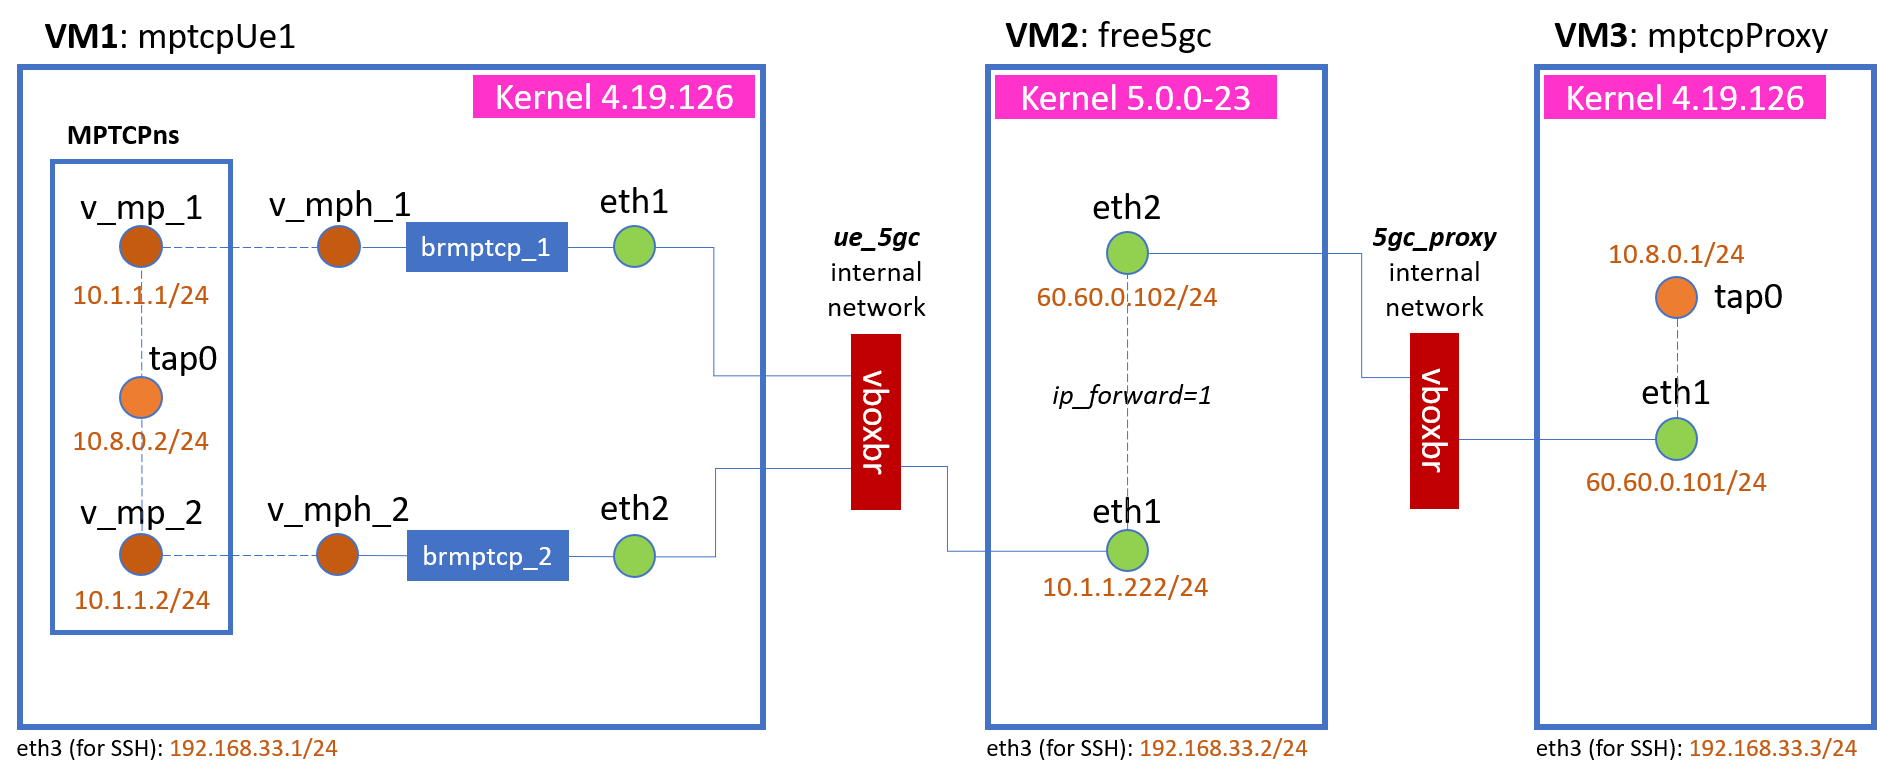 VM1: mptcpUe1
Kernel 4.19.126
MPTCPns
v_mp_1
10.1.1.1/24
tap0
10.8.0.2/24
v_mp_2
10.1.1.2/24
v_mph_1
brmptcp_1
eth1
v_mph_2
brmptcp_2
eth2
eth3 (for SSH): 192.168.33.1/24
ue_5gc
internal
network
vboxbr
VM2: free5gc
Kernel 5.0.0-23
eth2
60.60.0.102/24
ip_forward=1
eth1
10.1.1.222/24
eth3 (for SSH): 192.168.33.2/24
5gc_proxy
internal
network
vboxbr
VM3: mptcpProxy
Kernel 4.19.126
10.8.0.1/24
tap0
eth1
60.60.0.101/24
eth3 (for SSH): 192.168.33.3/24